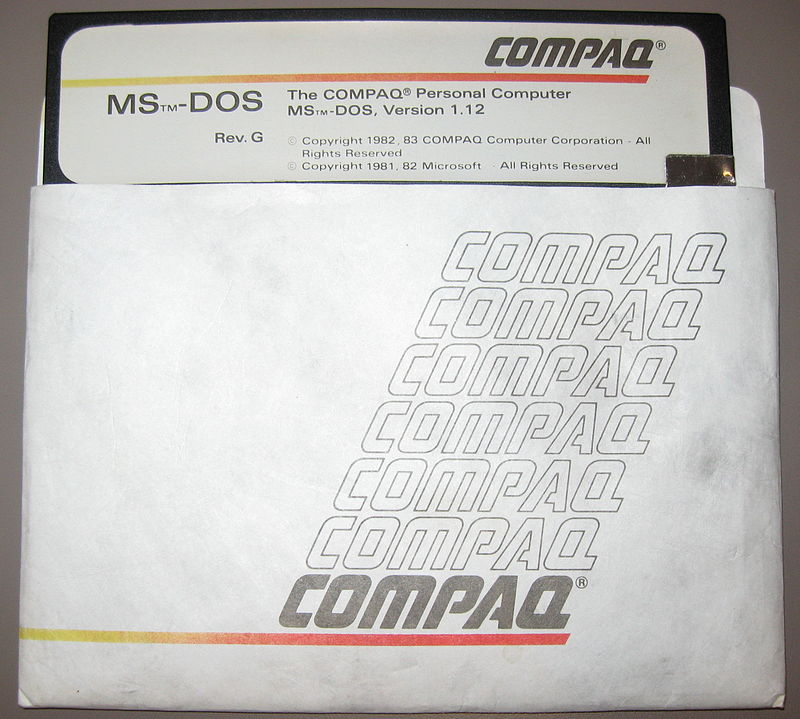 COMPAQ®
MS™-DOS
The COMPAQ® Personal Computer
MS™-DOS, Version 1.12
Rev. G
© Copyright 1982, 83 COMPAQ Computer Corporation - All
Rights Reserved
© Copyright 1981, 82 Microsoft - All Rights Reserved
COMPAQ
COMPAQ
COMPAQ
COMPAQ
COMPAQ
COMPAQ
COMPAQ®